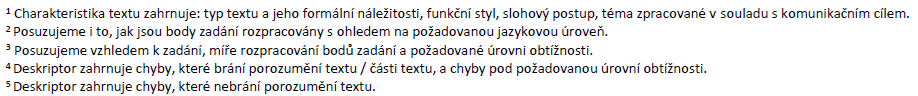 ¹ Charakteristika textu zahrnuje: typ textu a jeho formální náležitosti, funkční styl, slohový postup, téma zpracované v souladu s komunikačním cílem.
² Posuzujeme i to, jak jsou body zadání rozpracovány s ohledem na požadovanou jazykovou úroveň.
³ Posuzujeme vzhledem k zadání, míře rozpracování bodů zadání a požadované úrovni obtížnosti.
⁴ Deskriptor zahrnuje chyby, které brání porozumění textu / části textu, a chyby pod požadovanou úrovní obtížnosti.
⁵ Deskriptor zahrnuje chyby, které nebrání porozumění textu.